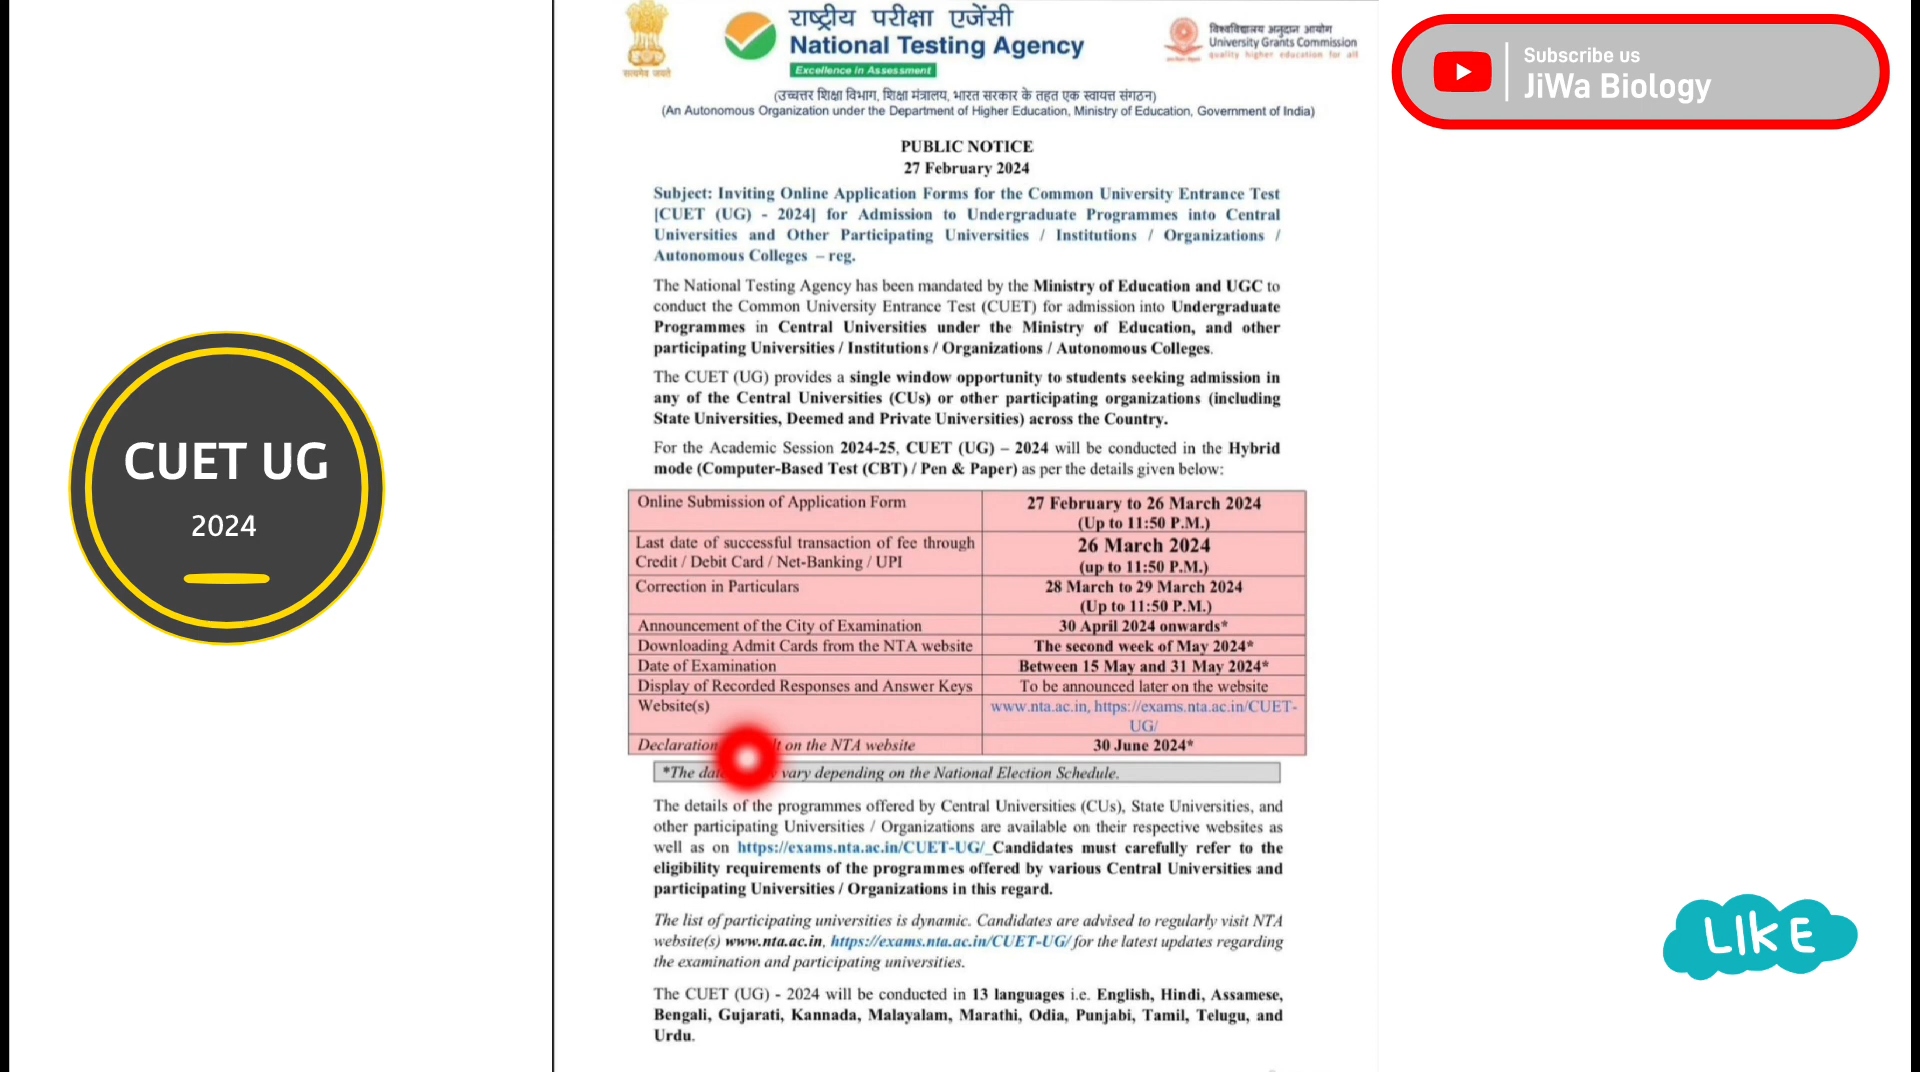 सत्यमेव जयते
राष्ट्रीय परीक्षा एजेंसी
National Testing Agency
Excellence in Assessment
विश्वविद्यालय अनुदान आयोग
University Grants Commission
quality higher education for all
(उच्चतर शिक्षा विभाग, शिक्षा मंत्रालय, भारत सरकार के तहत एक स्वायत्त संगठन)
(An Autonomous Organization under the Department of Higher Education, Ministry of Education, Government of India)
Subscribe us
JiWa Biology
PUBLIC NOTICE
27 February 2024
Subject: Inviting Online Application Forms for the Common University Entrance Test
[CUET (UG) - 2024] for Admission to Undergraduate Programmes into Central
Universities and Other Participating Universities / Institutions / Organizations /
Autonomous Colleges – reg.
The National Testing Agency has been mandated by the Ministry of Education and UGC to
conduct the Common University Entrance Test (CUET) for admission into Undergraduate
Programmes in Central Universities under the Ministry of Education, and other
participating Universities / Institutions / Organizations / Autonomous Colleges.
The CUET (UG) provides a single window opportunity to students seeking admission in
any of the Central Universities (CUs) or other participating organizations (including
State Universities, Deemed and Private Universities) across the Country.
For the Academic Session 2024-25, CUET (UG) – 2024 will be conducted in the Hybrid
mode (Computer-Based Test (CBT) / Pen & Paper) as per the details given below:
CUET UG
2024
Online Submission of Application Form
27 February to 26 March 2024
(Up to 11:50 P.M.)
Last date of successful transaction of fee through
Credit / Debit Card / Net-Banking / UPI
26 March 2024
(up to 11:50 P.M.)
Correction in Particulars
28 March to 29 March 2024
(Up to 11:50 P.M.)
Announcement of the City of Examination
30 April 2024 onwards*
Downloading Admit Cards from the NTA website
The second week of May 2024*
Date of Examination
Between 15 May and 31 May 2024*
Display of Recorded Responses and Answer Keys
To be announced later on the website
Website(s)
www.nta.ac.in, https://exams.nta.ac.in/CUET-
UG/
Declaration on the NTA website
30 June 2024*
*The vary depending on the National Election Schedule.
The details of the programmes offered by Central Universities (CUs), State Universities, and
other participating Universities / Organizations are available on their respective websites as
well as on https://exams.nta.ac.in/CUET-UG/ Candidates must carefully refer to the
eligibility requirements of the programmes offered by various Central Universities and
participating Universities / Organizations in this regard.
The list of participating universities is dynamic. Candidates are advised to regularly visit NTA
website(s) www.nta.ac.in, https://exams.nta.ac.in/CUET-UG/ for the latest updates regarding
the examination and participating universities.
The CUET (UG) - 2024 will be conducted in 13 languages i.e. English, Hindi, Assamese,
Bengali, Gujarati, Kannada, Malayalam, Marathi, Odia, Punjabi, Tamil, Telugu, and
Urdu.
LIKE